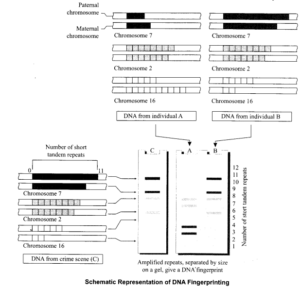 Paternal
chromosome
Maternal
chromosome
Chromosome 7
Chromosome 7
Chromosome 2
Chromosome 2
Chromosome 16
Chromosome 16
DNA from individual A
DNA from individual B
Number of short
tandem repeats
0
11
C
A
B
Chromosome 7
Chromosome 2
Chromosome 16
DNA from crime scene (C)
12
11
10
9
8
7
6
5
4
3
2
1
Number of short tandem repeats
Amplified repeats, separated by size
on a gel, give a DNA fingerprint
Schematic Representation of DNA Fingerprinting